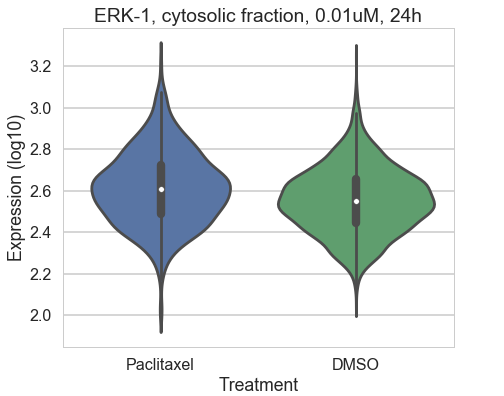 ERK-1, cytosolic fraction, 0.01uM, 24h
Expression (log10)
3.2
3.0
2.8
2.6
2.4
2.2
2.0
Paclitaxel DMSO
Treatment